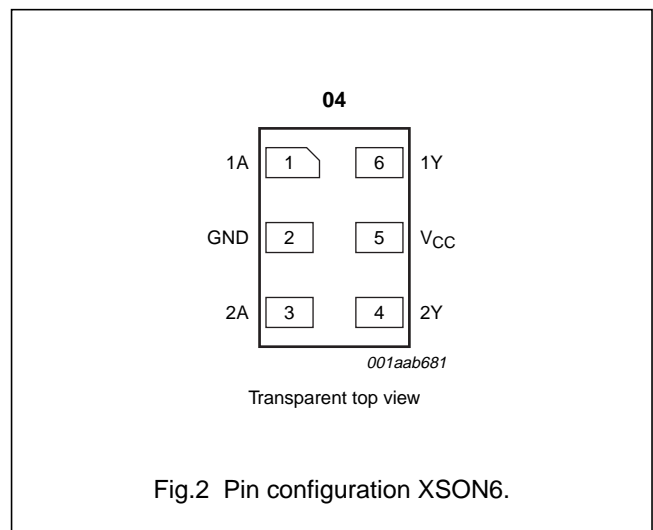 04
1A 1 6 1Y
GND 2 5 VCC
2A 3 4 2Y
001aab681
Transparent top view
Fig.2 Pin configuration XSON6.